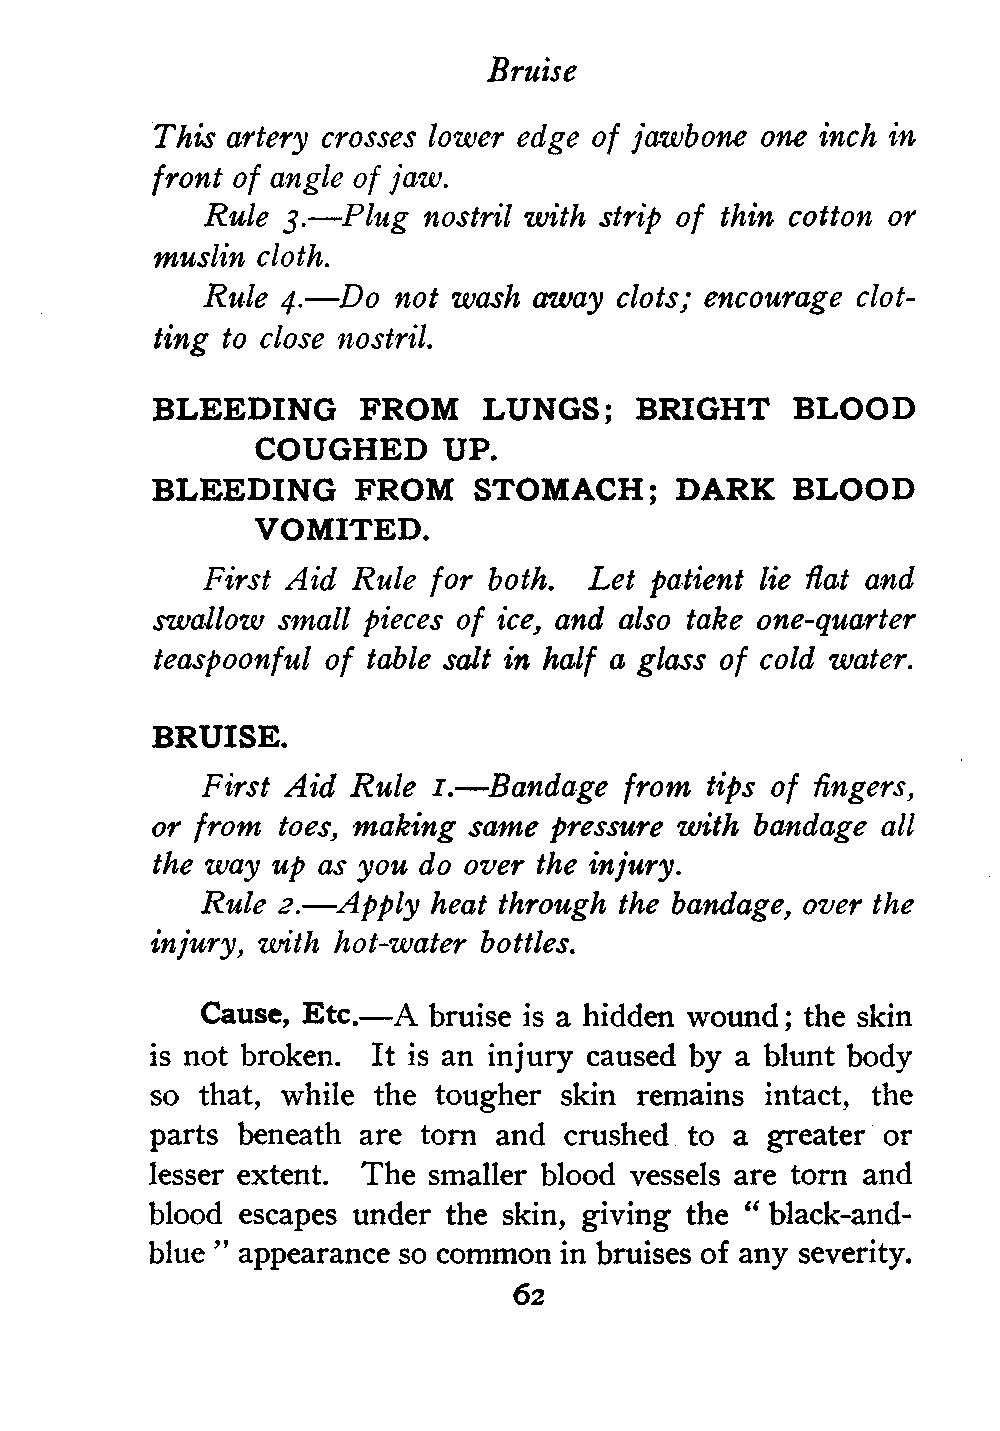 Bruise
This artery crosses lower edge of jawbone one inch in
front of angle of jaw.
Rule 3.—Plug nostril with strip of thin cotton or
muslin cloth.
Rule 4.—Do not wash away clots; encourage clot-
ting to close nostril.
BLEEDING FROM LUNGS; BRIGHT BLOOD
COUGHED UP.
BLEEDING FROM STOMACH; DARK BLOOD
VOMITED.
First Aid Rule for both. Let patient lie flat and
swallow small pieces of ice, and also take one-quarter
teaspoonful of table salt in half a glass of cold water.
BRUISE.
First Aid Rule 1.—Bandage from tips of fingers,
or from toes, making same pressure with bandage all
the way up as you do over the injury.
Rule 2.—Apply heat through the bandage, over the
injury, with hot-water bottles.
Cause, Etc.—A bruise is a hidden wound; the skin
is not broken. It is an injury caused by a blunt body
so that, while the tougher skin remains intact, the
parts beneath are torn and crushed to a greater or
lesser extent. The smaller blood vessels are torn and
blood escapes under the skin, giving the “ black-and-
blue ” appearance so common in bruises of any severity.
62